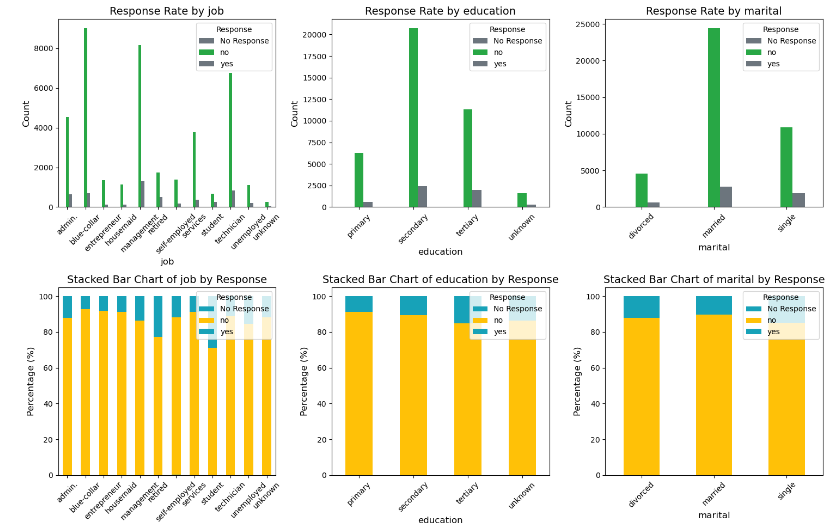 Response Rate by job
Count
8000
6000
4000
2000
0
Response
No Response
no
yes
admin.
blue-collar
entrepreneur
housemaid
management
retired
self-employed
services
student
technician
unemployed
unknown
job
Response Rate by education
Count
20000
17500
15000
12500
10000
7500
5000
2500
0
Response
No Response
no
yes
primary
secondary
tertiary
unknown
education
Response Rate by marital
Count
25000
20000
15000
10000
5000
0
Response
No Response
no
yes
divorced
married
single
marital
Stacked Bar Chart of job by Response
Percentage (%)
100
80
60
40
20
0
Response
No Response
no
yes
admin.
blue-collar
entrepreneur
housemaid
management
retired
self-employed
services
student
technician
unemployed
unknown
Stacked Bar Chart of education by Response
Percentage (%)
100
80
60
40
20
0
Response
No Response
no
yes
primary
secondary
tertiary
unknown
education
Stacked Bar Chart of marital by Response
Percentage (%)
100
80
60
40
20
0
Response
No Response
no
yes
divorced
married
single
marital